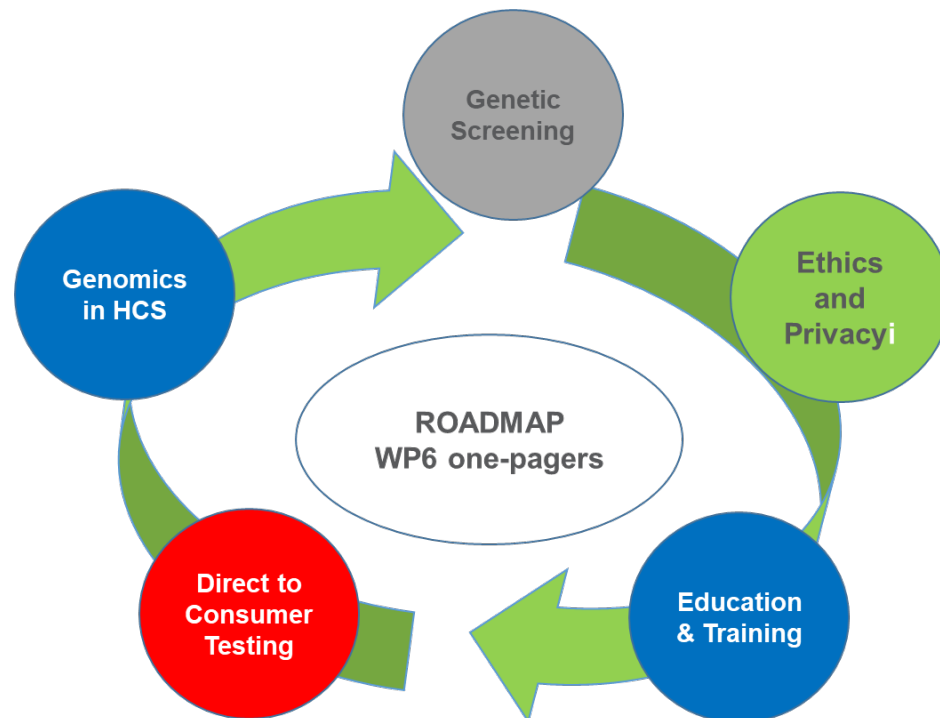 Genetic
Screening
Ethics
and
Privacyi
Genomics
in HCS
ROADMAP
WP6 one-pagers
Direct to
Consumer
Testing
Education
& Training